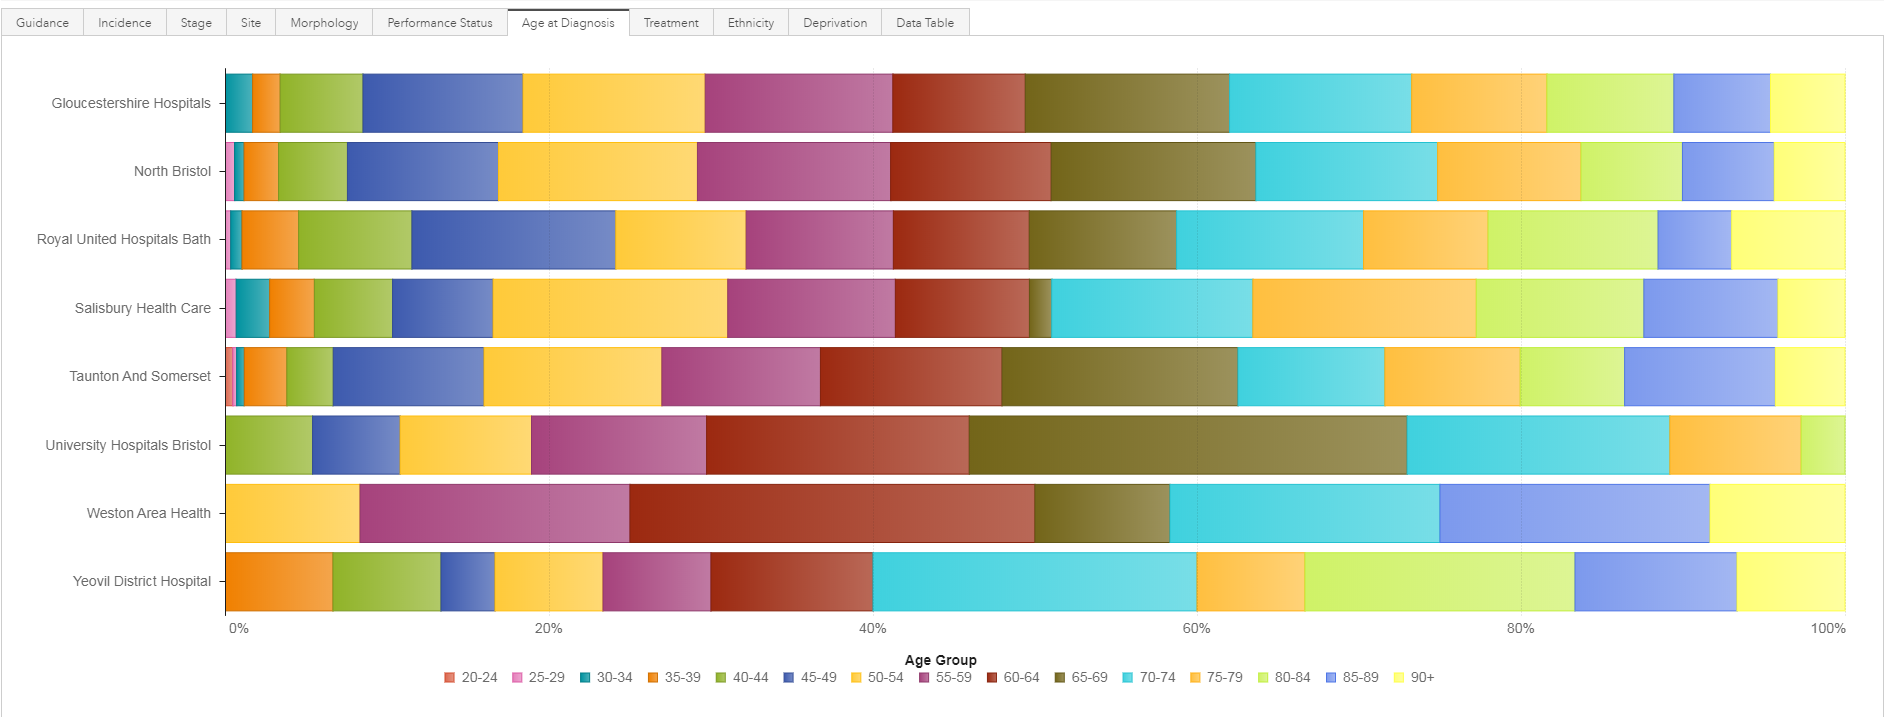 Guidance Incidence Stage Site Morphology Performance Status Age at Diagnosis Treatment Ethnicity Deprivation Data Table
Gloucestershire Hospitals
North Bristol
Royal United Hospitals Bath
Salisbury Health Care
Taunton And Somerset
University Hospitals Bristol
Weston Area Health
Yeovil District Hospital
0% 20% 40% 60% 80% 100%
Age Group
20-24 25-29 30-34 35-39 40-44 45-49 50-54 55-59 60-64 65-69 70-74 75-79 80-84 85-89 90+